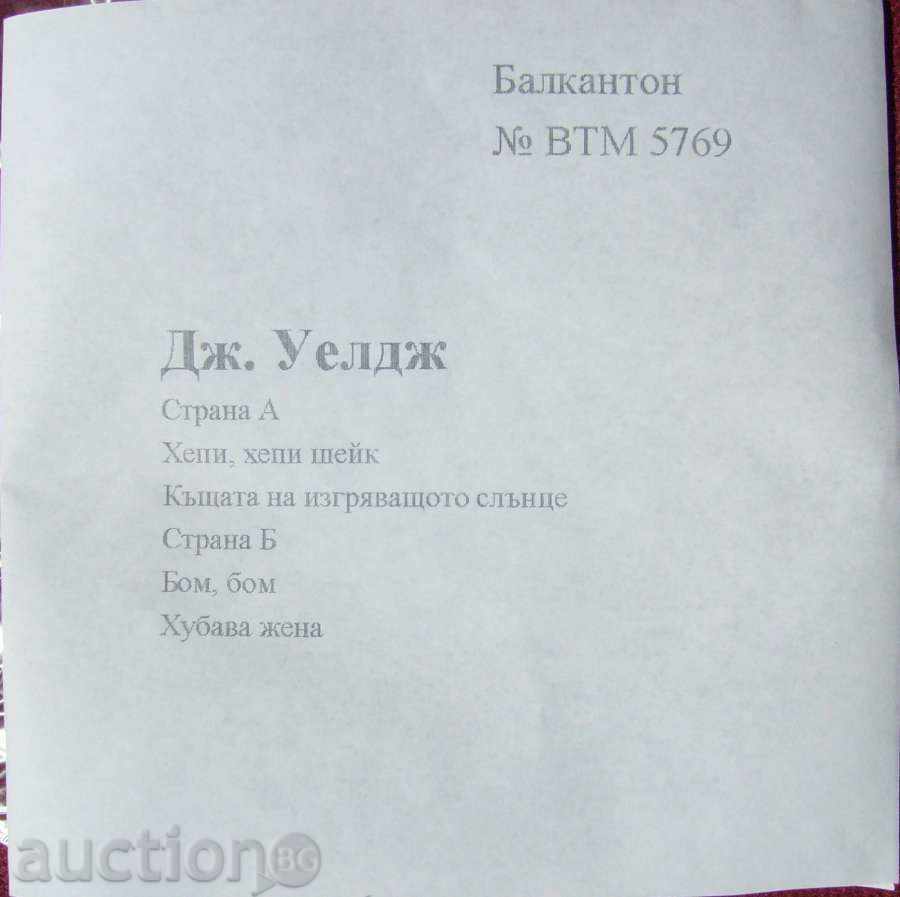 Балкантон
№ ВТМ 5769
Дж. Уелдж
Страна А
Хепи, хепи шейк
Къщата на изгряващото слънце
Страна Б
Бом, бом
Хубава жена
auction BG